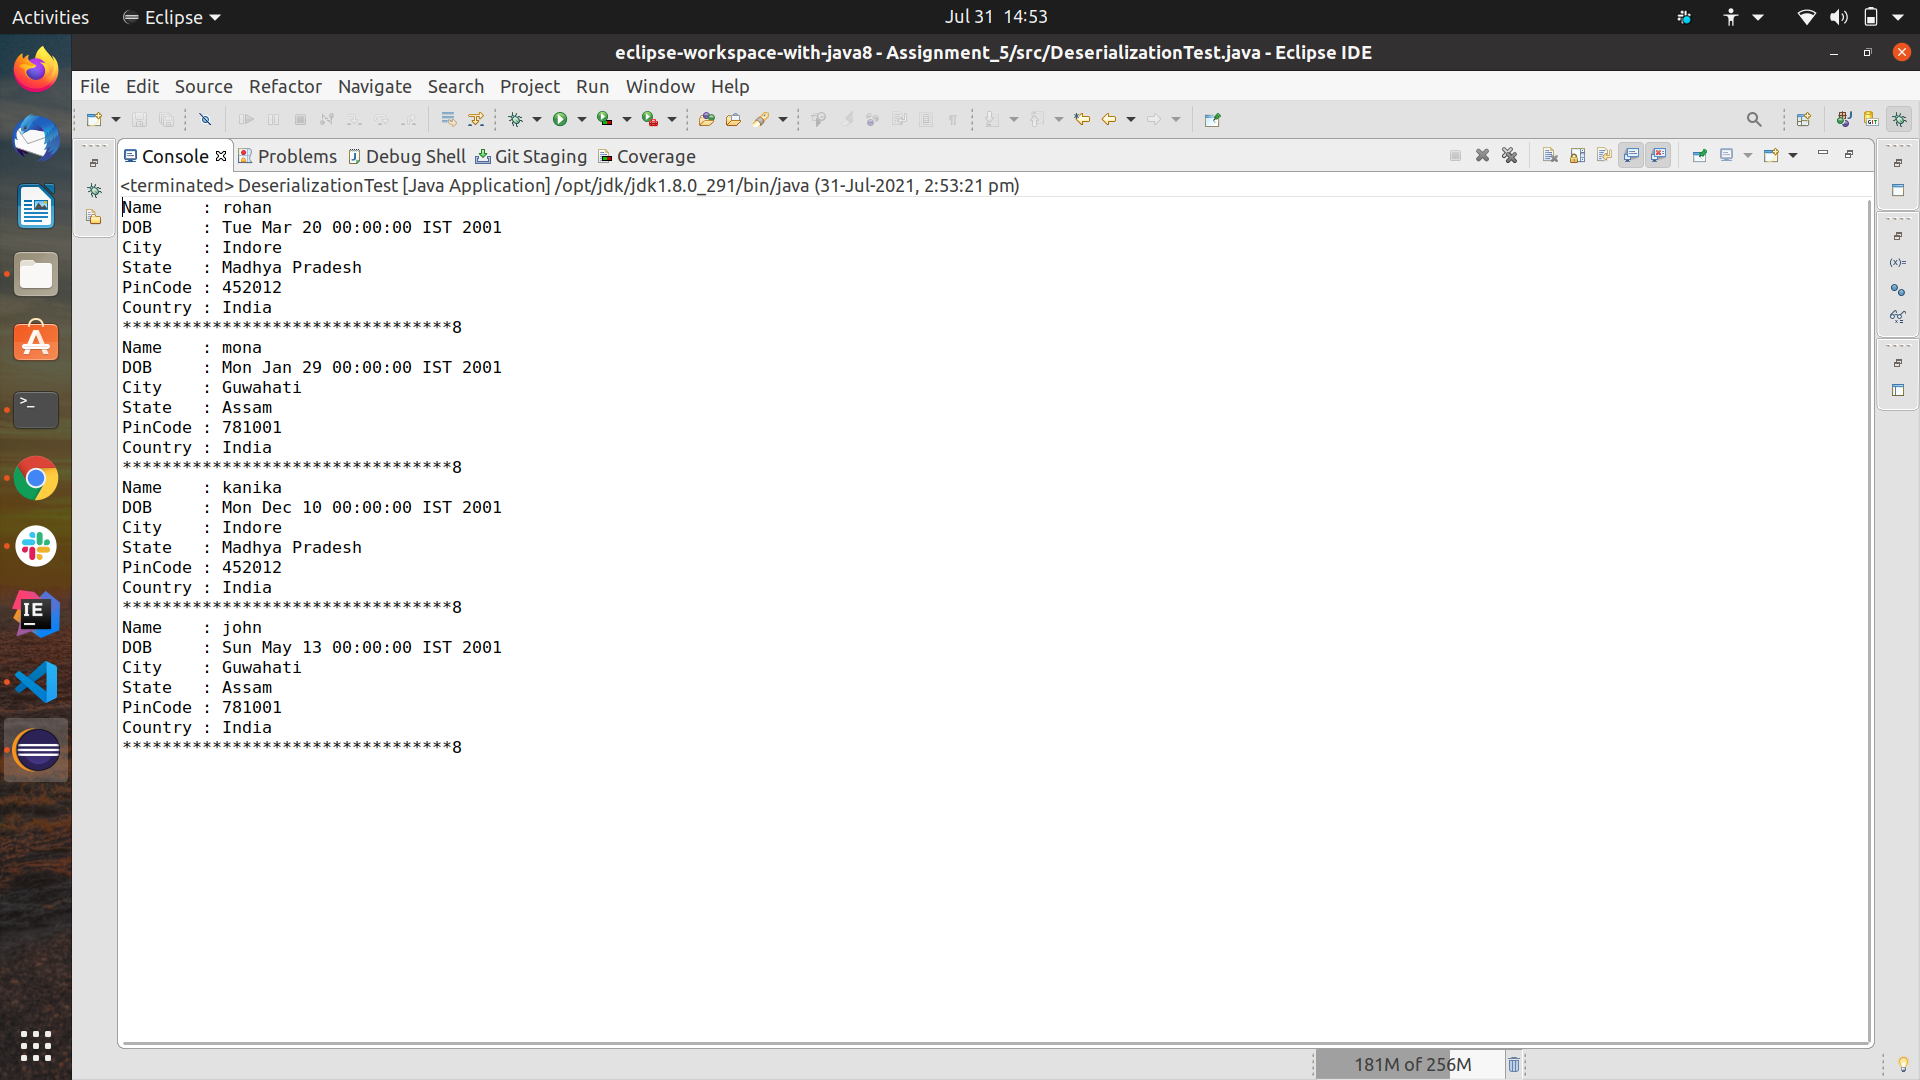 Activities Eclipse Jul 31 14:53
eclipse-workspace-with-java8 - Assignment_5/src/DeserializationTest.java - Eclipse IDE
File Edit Source Refactor Navigate Search Project Run Window Help
Console Problems Debug Shell Git Staging Coverage
<terminated> DeserializationTest [Java Application] /opt/jdk/jdk1.8.0_291/bin/java (31-Jul-2021, 2:53:21 pm)
Name    : rohan
DOB     : Tue Mar 20 00:00:00 IST 2001
City    : Indore
State   : Madhya Pradesh
PinCode : 452012
Country : India
*********************************8
Name    : mona
DOB     : Mon Jan 29 00:00:00 IST 2001
City    : Guwahati
State   : Assam
PinCode : 781001
Country : India
*********************************8
Name    : kanika
DOB     : Mon Dec 10 00:00:00 IST 2001
City    : Indore
State   : Madhya Pradesh
PinCode : 452012
Country : India
*********************************8
Name    : john
DOB     : Sun May 13 00:00:00 IST 2001
City    : Guwahati
State   : Assam
PinCode : 781001
Country : India
*********************************8
181M of 256M